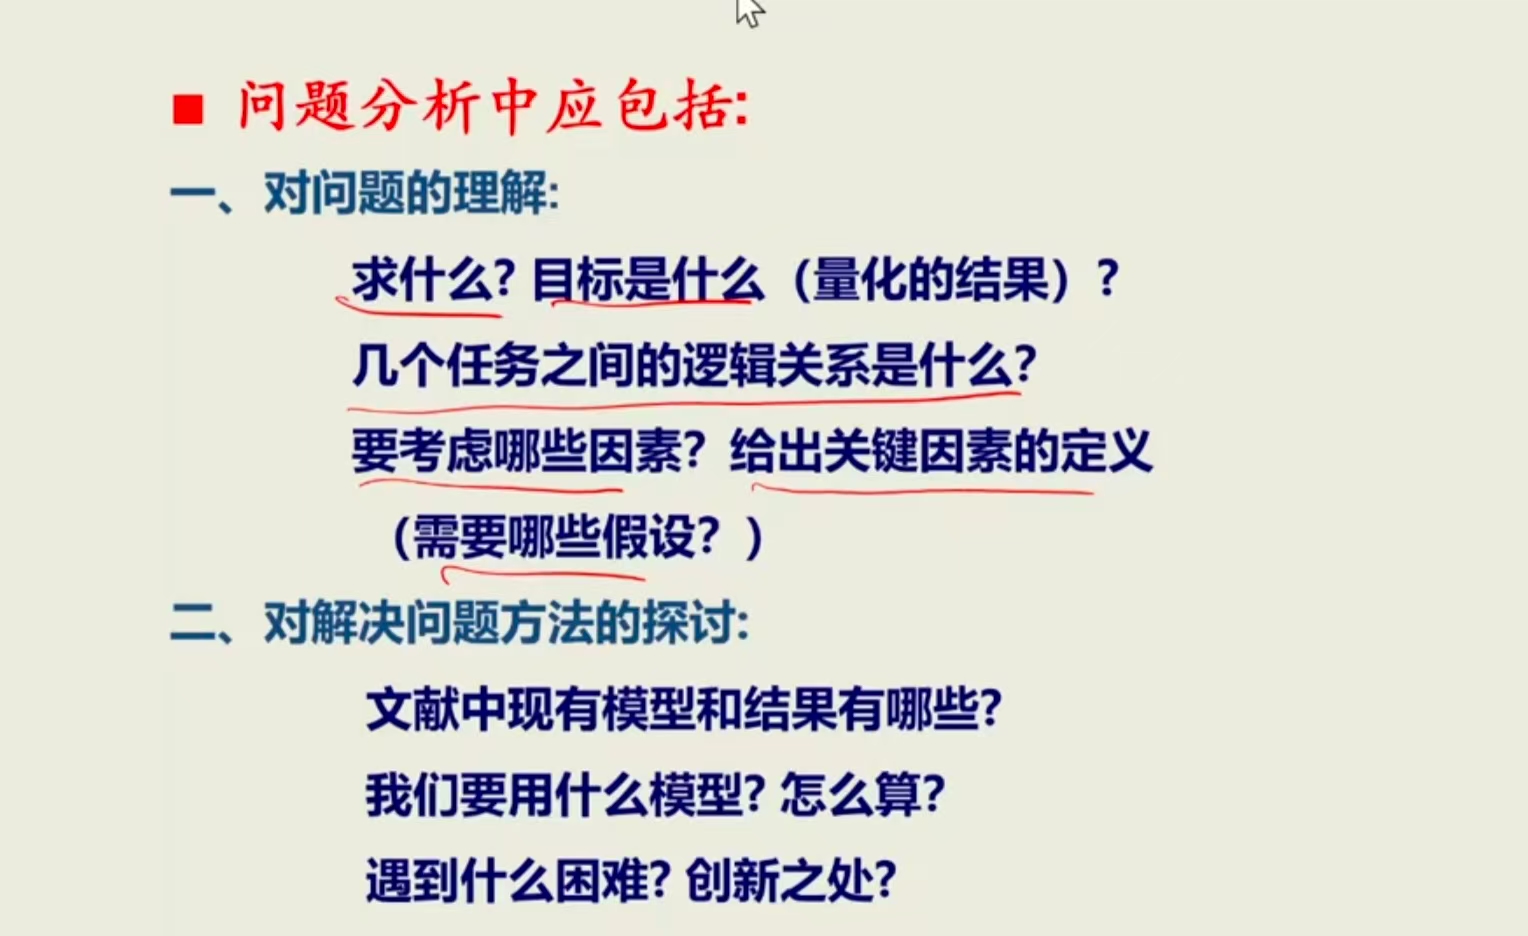 ■ 问题分析中应包括:
一、对问题的理解:
求什么? 目标是什么（量化的结果）?
几个任务之间的逻辑关系是什么?
要考虑哪些因素? 给出关键因素的定义
（需要哪些假设? ）
二、对解决问题方法的探讨:
文献中现有模型和结果有哪些?
我们要用什么模型? 怎么算?
遇到什么困难? 创新之处?